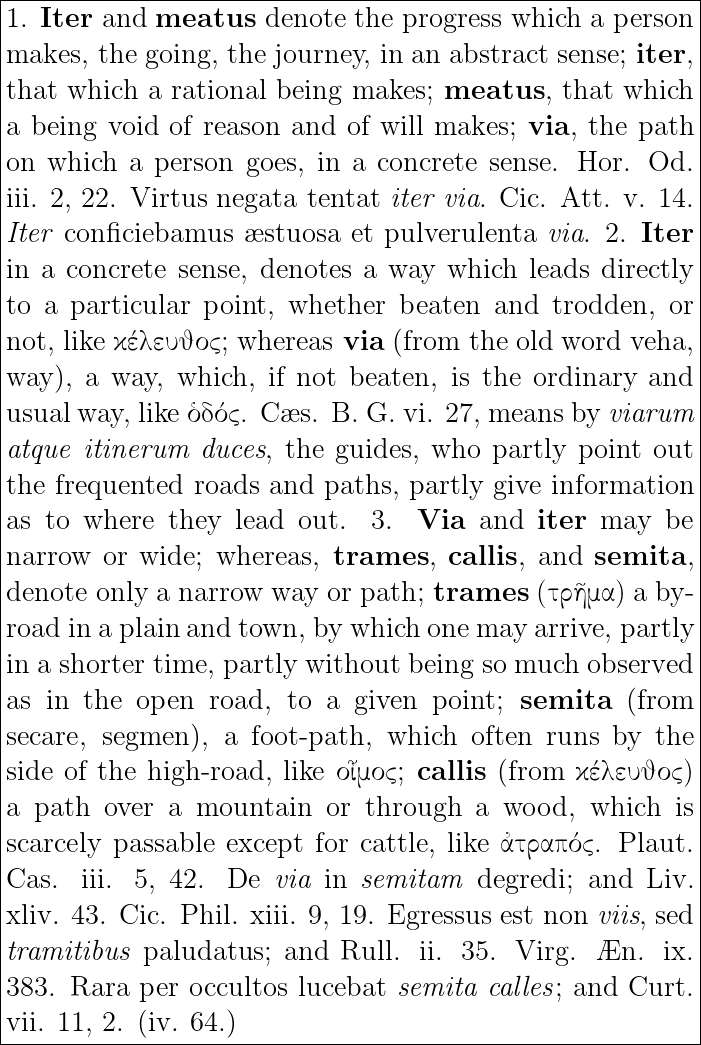 1. Iter and meatus denote the progress which a person
makes, the going, the journey, in an abstract sense; iter,
that which a rational being makes; meatus, that which
a being void of reason and of will makes; via, the path
on which a person goes, in a concrete sense. Hor. Od.
iii. 2, 22. Virtus negata tentat iter via. Cic. Att. v. 14.
Iter conficiebamus æstuosa et pulverulenta via. 2. Iter
in a concrete sense, denotes a way which leads directly
to a particular point, whether beaten and trodden, or
not, like κέλευθος; whereas via (from the old word veha,
way), a way, which, if not beaten, is the ordinary and
usual way, like ὁδός. Cæs. B. G. vi. 27, means by viarum
atque itinerum duces, the guides, who partly point out
the frequented roads and paths, partly give information
as to where they lead out. 3. Via and iter may be
narrow or wide; whereas, trames, callis, and semita,
denote only a narrow way or path; trames (τρῆμα) a by-
road in a plain and town, by which one may arrive, partly
in a shorter time, partly without being so much observed
as in the open road, to a given point; semita (from
secare, segmen), a foot-path, which often runs by the
side of the high-road, like οἶμος; callis (from κέλευθος)
a path over a mountain or through a wood, which is
scarcely passable except for cattle, like ἀτραπός. Plaut.
Cas. iii. 5, 42. De via in semitam degredi; and Liv.
xliv. 43. Cic. Phil. xiii. 9, 19. Egressus est non viis, sed
tramitibus paludatus; and Rull. ii. 35. Virg. Æn. ix.
383. Rara per occultos lucebat semita calles; and Curt.
vii. 11, 2. (iv. 64.)